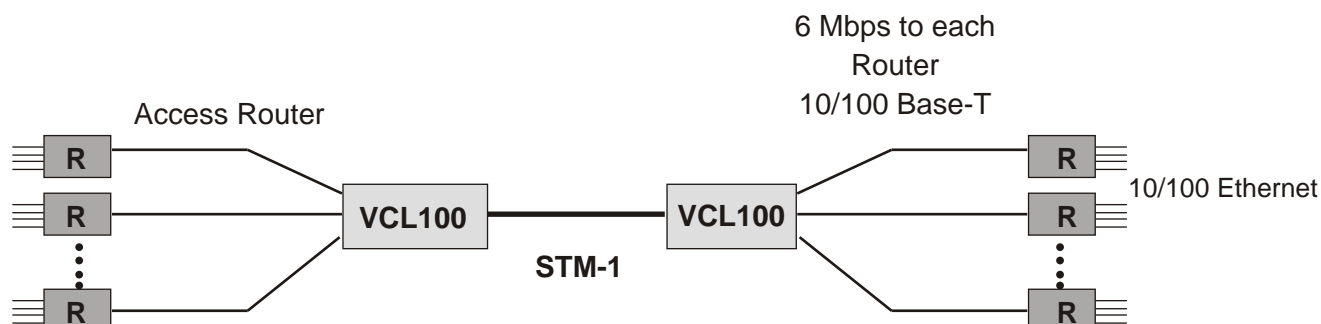 6 Mbps to each
Router
10/100 Base-T
Access Router
R
R
R
VCL100
STM-1
VCL100
R
R
R
10/100 Ethernet